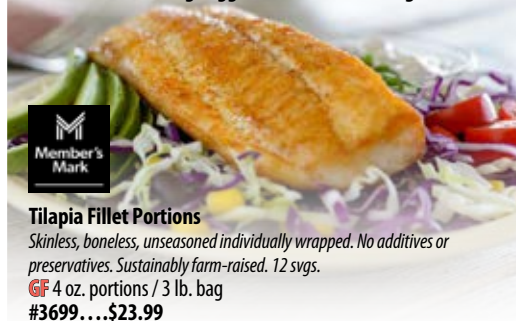 Member's
Mark
Tilapia Fillet Portions
Skinless, boneless, unseasoned individually wrapped. No additives or
preservatives. Sustainably farm-raised. 12 svgs.
GF 4 oz. portions / 3 lb. bag
#3699....$23.99